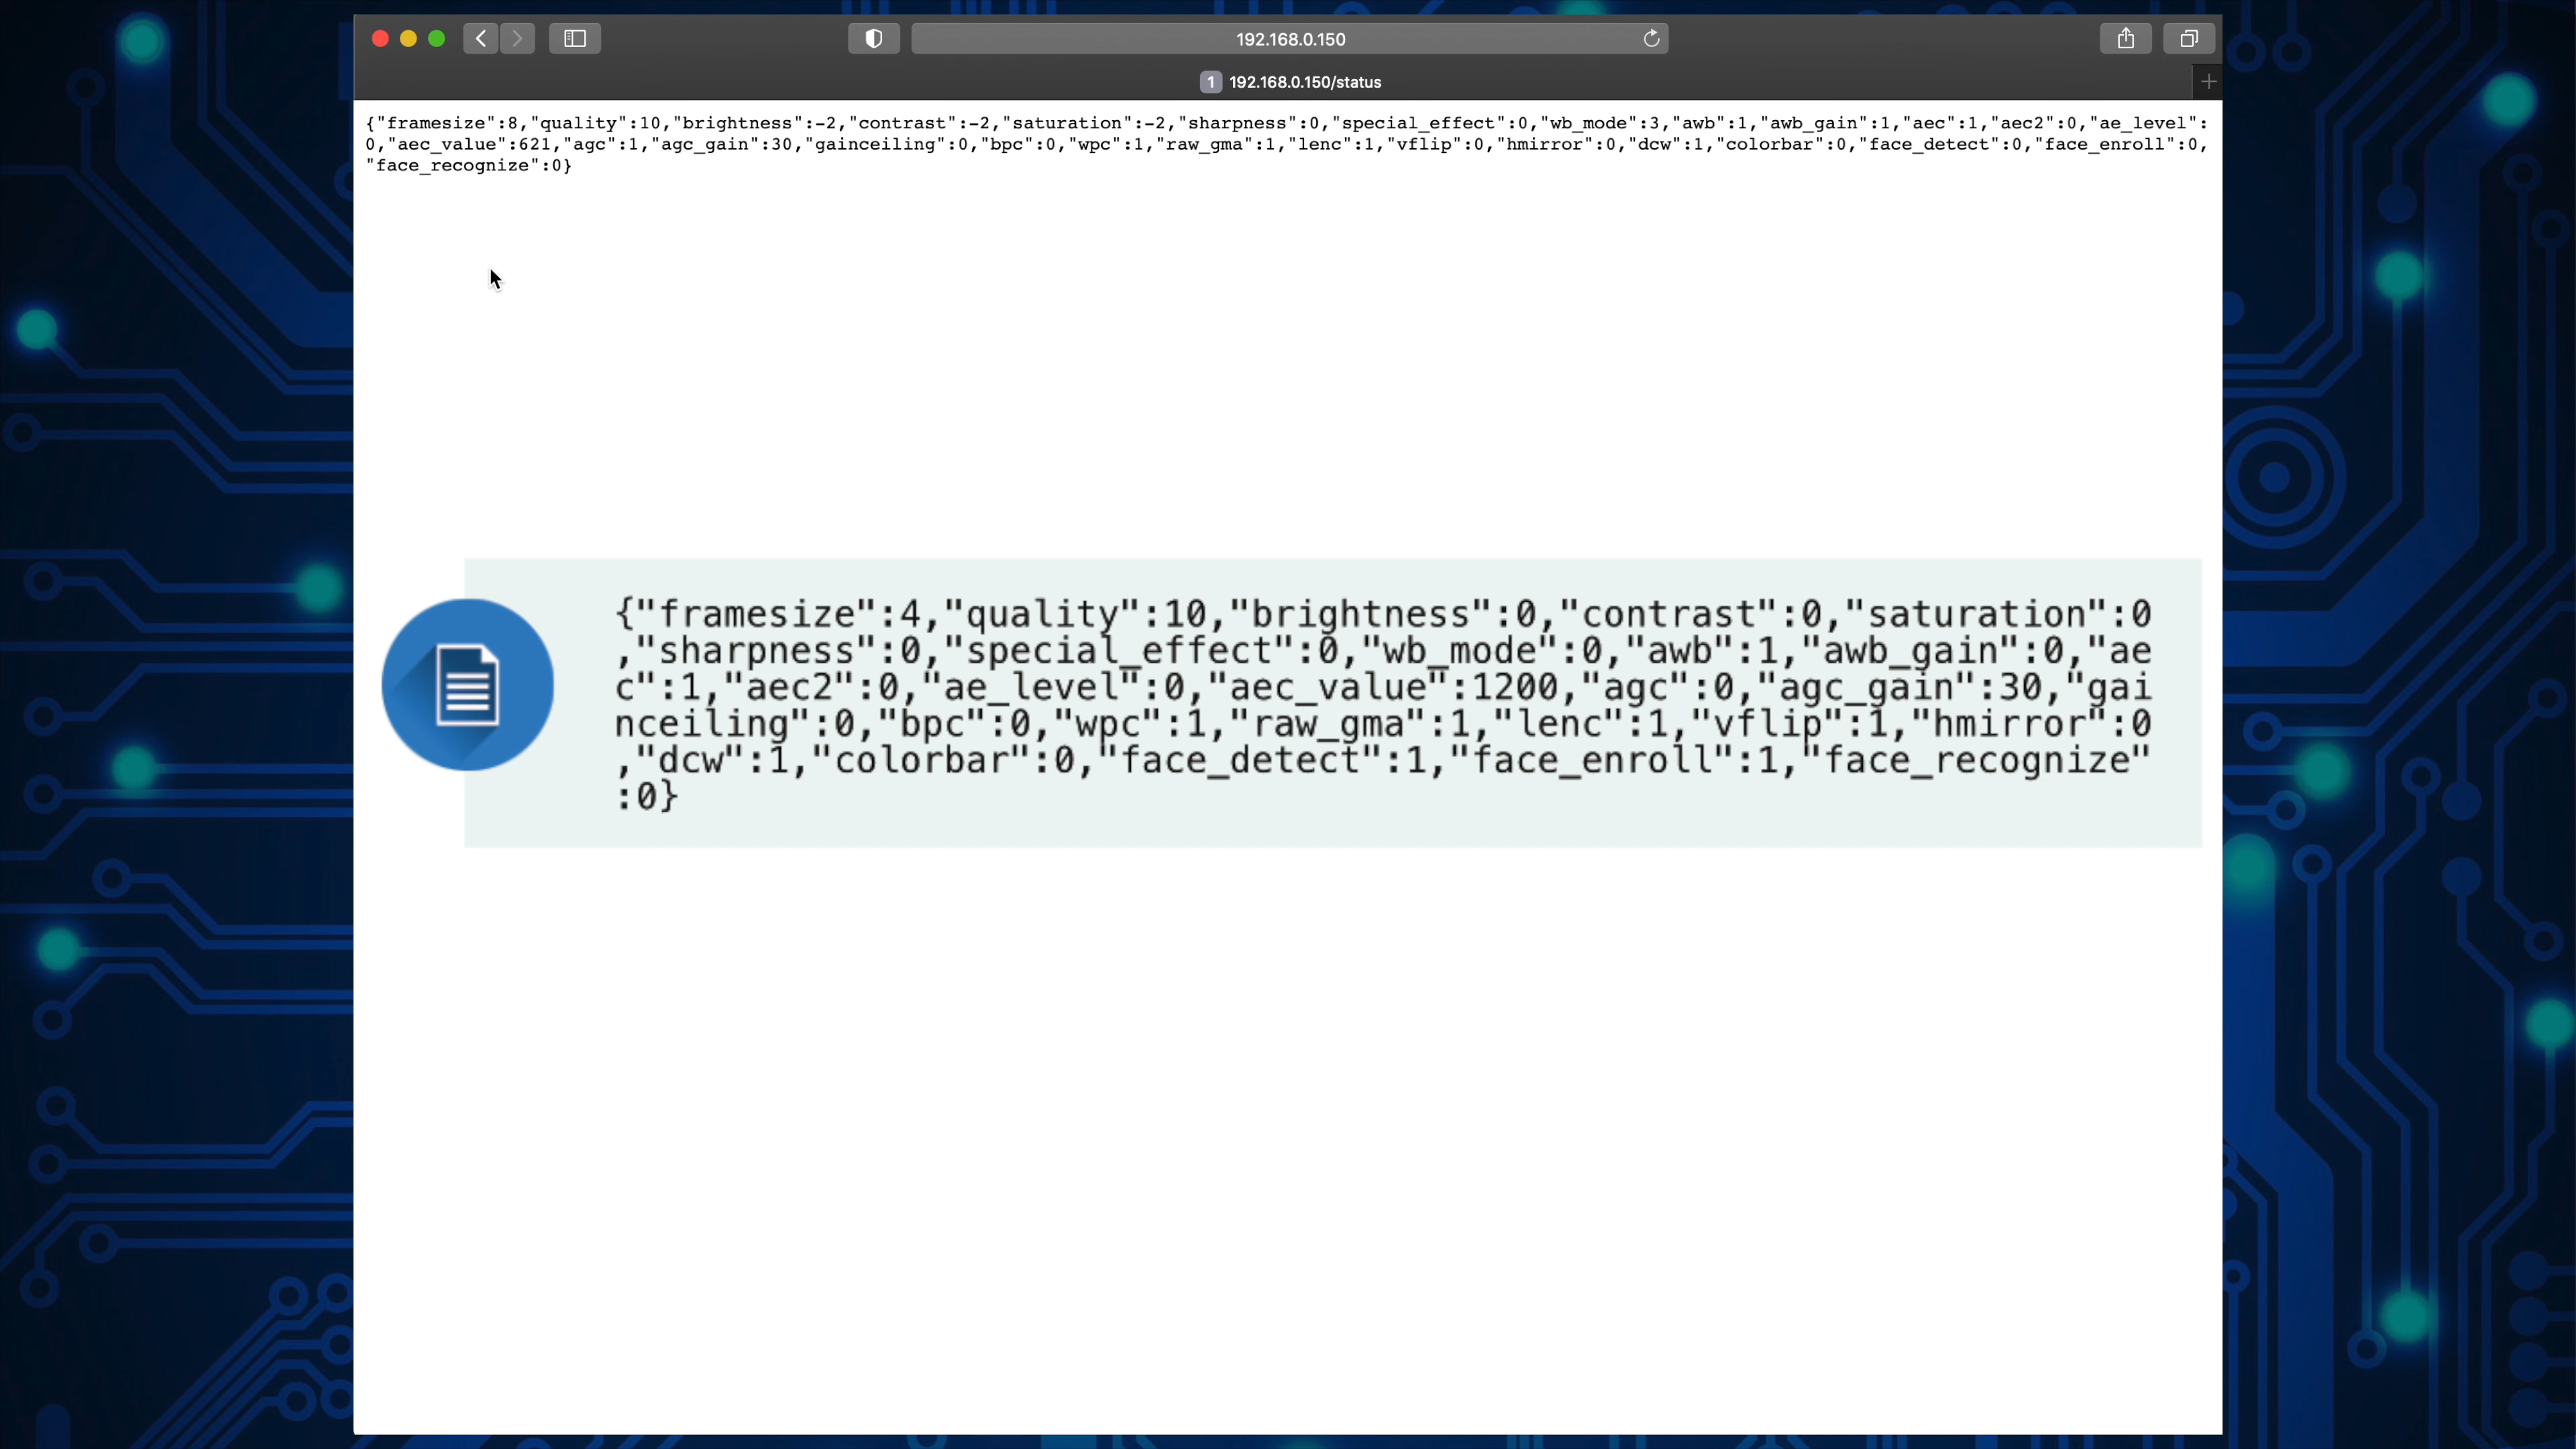 192.168.0.150
1 192.168.0.150/status
{"framesize":8,"quality":10,"brightness":-2,"contrast":-2,"saturation":-2,"sharpness":0,"special_effect":0,"wb_mode":3,"awb":1,"awb_gain":1,"aec":1,"aec2":0,"ae_level":
0,"aec_value":621,"agc":1,"agc_gain":30,"gainceiling":0,"bpc":0,"wpc":1,"raw_gma":1,"lenc":1,"vflip":0,"hmirror":0,"dcw":1,"colorbar":0,"face_detect":0,"face_enroll":0,
"face_recognize":0}
{"framesize":4,"quality":10,"brightness":0,"contrast":0,"saturation":0
,"sharpness":0,"special_effect":0,"wb_mode":0,"awb":1,"awb_gain":0,"ae
c":1,"aec2":0,"ae_level":0,"aec_value":1200,"agc":0,"agc_gain":30,"gai
nceiling":0,"bpc":0,"wpc":1,"raw_gma":1,"lenc":1,"vflip":1,"hmirror":0
,"dcw":1,"colorbar":0,"face_detect":1,"face_enroll":1,"face_recognize"
:0}